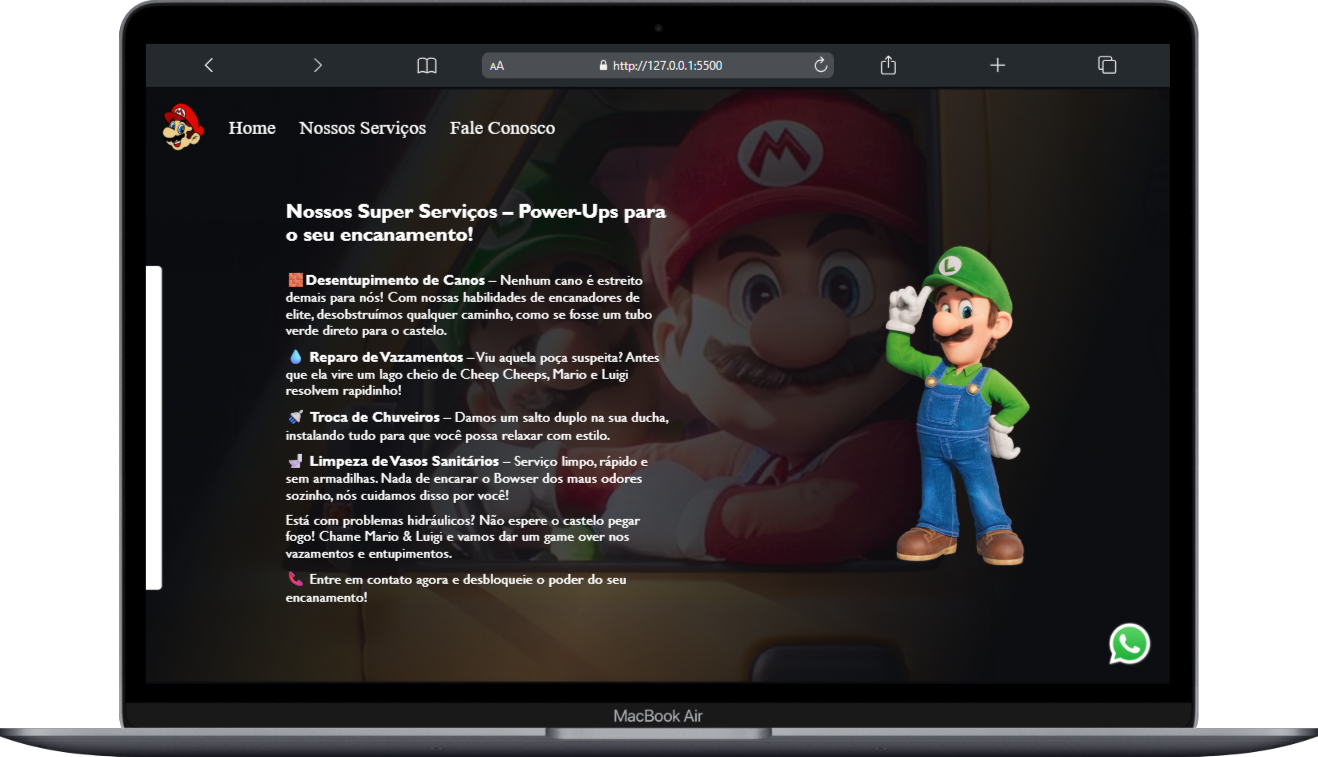 AA
http://127.0.0.1:5500
Home Nossos Serviços Fale Conosco
M
Nossos Super Serviços – Power-Ups para
o seu encanamento!
L
🧱Desentupimento de Canos – Nenhum cano é estreito
demais para nós! Com nossas habilidades de encanadores de
elite, desobstruímos qualquer caminho, como se fosse um tubo
verde direto para o castelo.
💧 Reparo de Vazamentos – Viu aquela poça suspeita? Antes
que ela vire um lago cheio de Cheep Cheeps, Mario e Luigi
resolvem rapidinho!
🚿 Troca de Chuveiros – Damos um salto duplo na sua ducha,
instalando tudo para que você possa relaxar com estilo.
🚽 Limpeza de Vasos Sanitários – Serviço limpo, rápido e
sem armadilhas. Nada de encarar o Bowser dos maus odores
sozinho, nós cuidamos disso por você!
Está com problemas hidráulicos? Não espere o castelo pegar
fogo! Chame Mario & Luigi e vamos dar um game over nos
vazamentos e entupimentos.
📞 Entre em contato agora e desbloqueie o poder do seu
encanamento!
MacBook Air